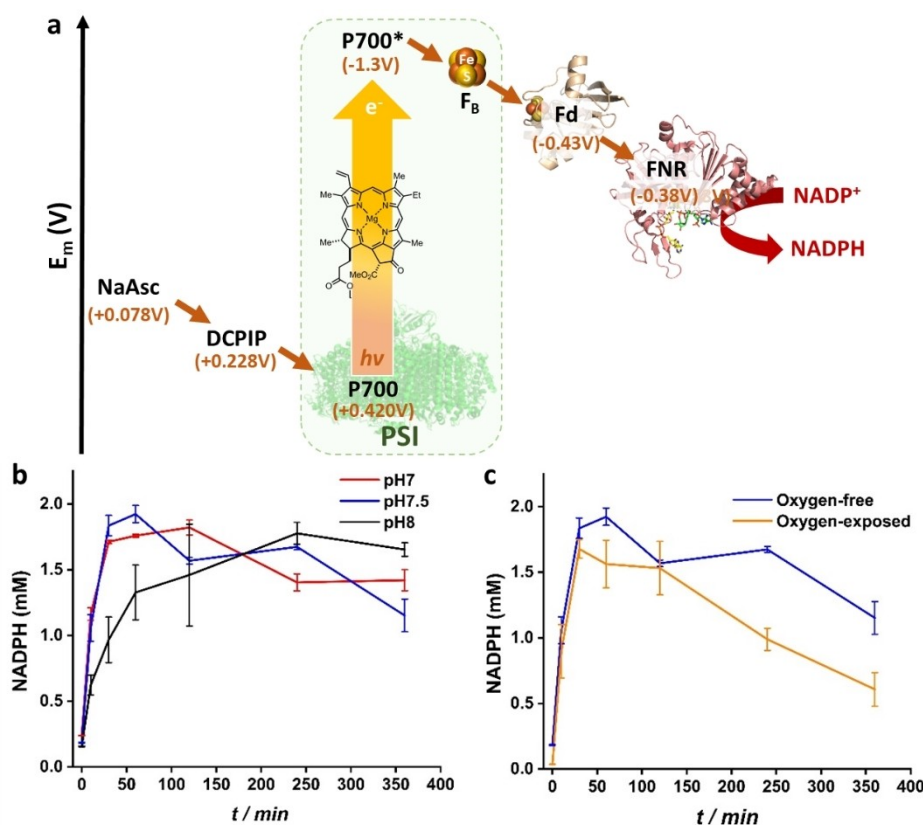 a
E_m (V)
P700*
(-1.3V)
e⁻
Fe
S
F_B
Fd
(-0.43V)
FNR
(-0.38V)
NADP⁺
NADPH
Me
Et
N
N
Mg
N
N
Me
Me
MeO₂C
O
O
O
NaAsc
(+0.078V)
DCPIP
(+0.228V)
hv
P700
(+0.420V)
PSI
b
pH7
pH7.5
pH8
NADPH (mM)
2.0
1.5
1.0
0.5
0.0
0 50 100 150 200 250 300 350 400
t / min
c
Oxygen-free
Oxygen-exposed
NADPH (mM)
2.0
1.5
1.0
0.5
0.0
0 50 100 150 200 250 300 350 400
t / min